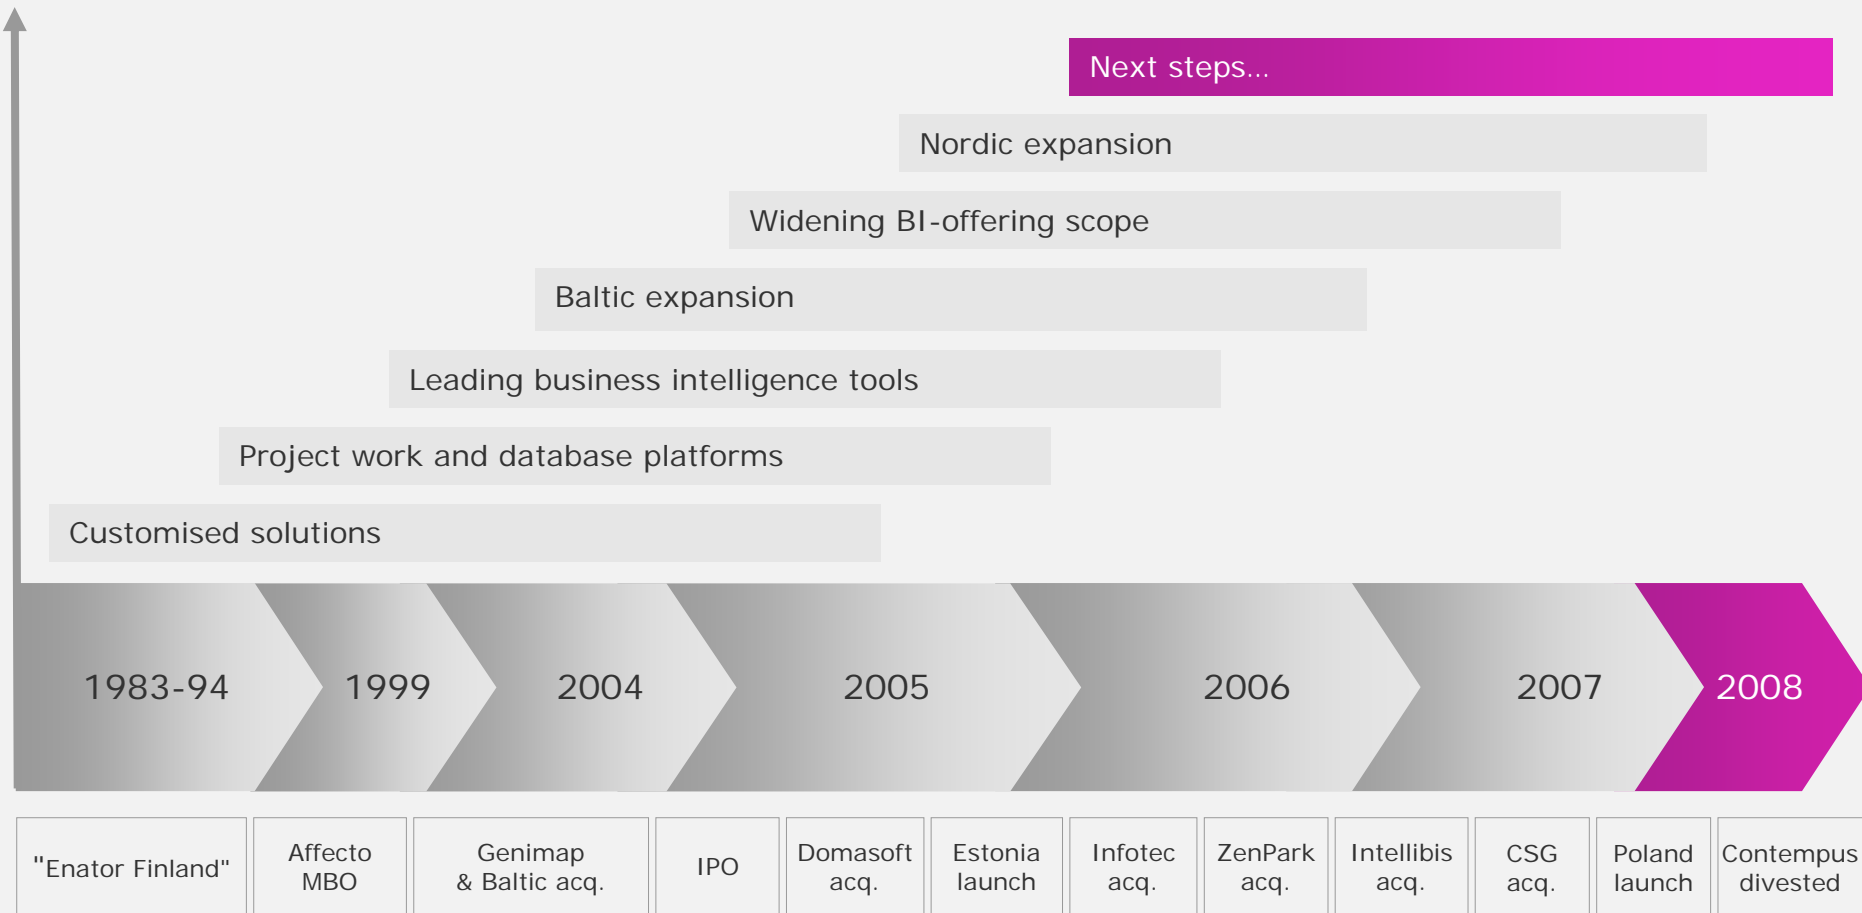 Next steps...
Nordic expansion
Widening BI-offering scope
Baltic expansion
Leading business intelligence tools
Project work and database platforms
Customised solutions
1983-94
1999
2004
2005
2006
2007
2008
"Enator Finland"
Affecto
MBO
Genimap
& Baltic acq.
IPO
Domasoft
acq.
Estonia
launch
Infotec
acq.
ZenPark
acq.
Intellibis
acq.
CSG
acq.
Poland
launch
Contempus
divested